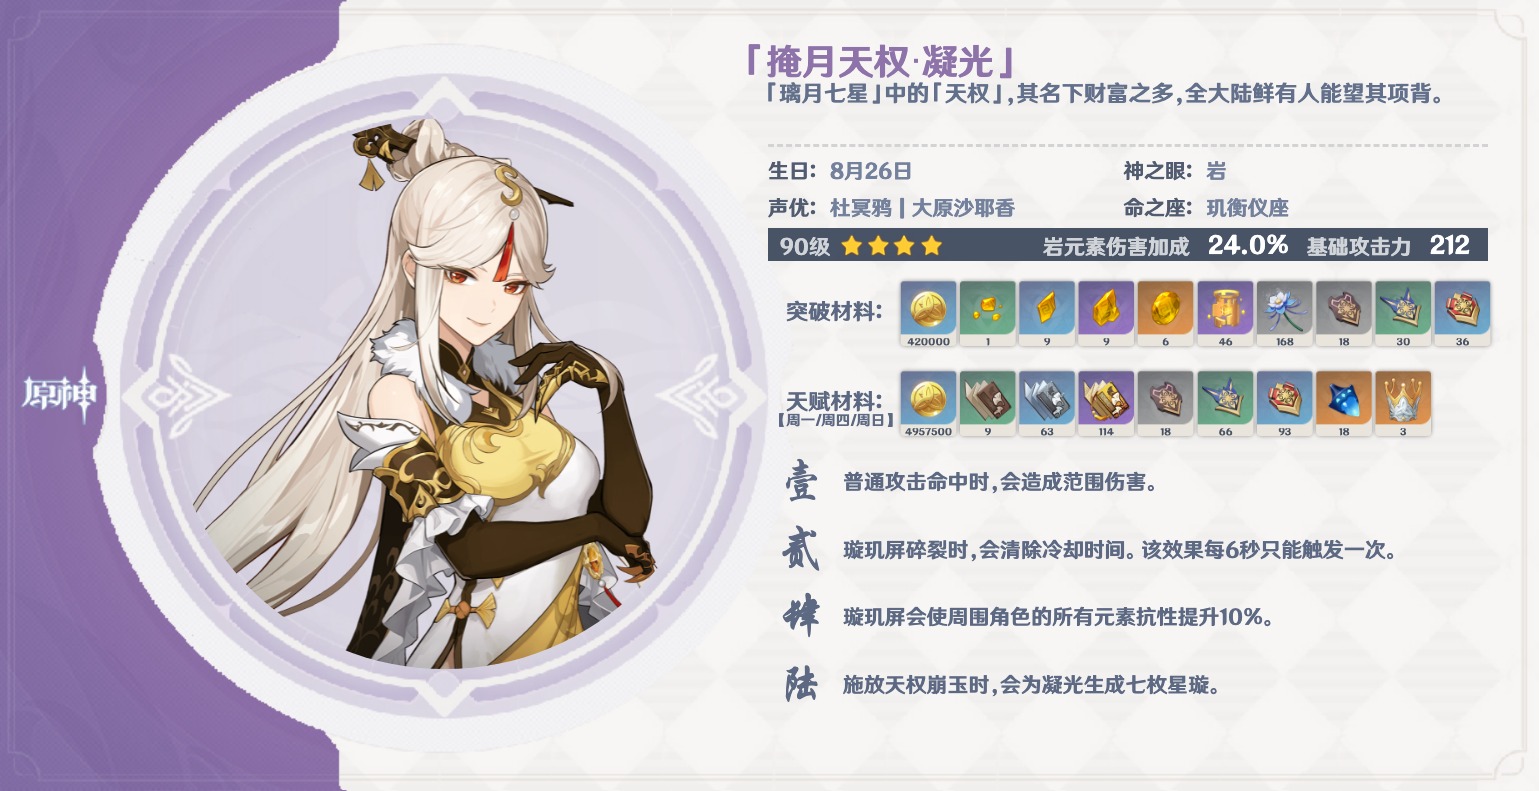 原神
「掩月天权·凝光」
「璃月七星」中的「天权」,其名下财富之多,全大陆鲜有人能望其项背。
生日: 8月26日 神之眼: 岩
声优: 杜冥鸦 | 大原沙耶香 命之座: 玑衡仪座
90级 岩元素伤害加成 24.0% 基础攻击力 212
突破材料: 420000 1 9 9 6 46 168 18 30 36
天赋材料:
【周一/周四/周日】 4957500 9 63 114 18 66 93 18 3
壹 普通攻击命中时,会造成范围伤害。
贰 璇玑屏碎裂时,会清除冷却时间。该效果每6秒只能触发一次。
肆 璇玑屏会使周围角色的所有元素抗性提升10%。
陆 施放天权崩玉时,会为凝光生成七枚星璇。